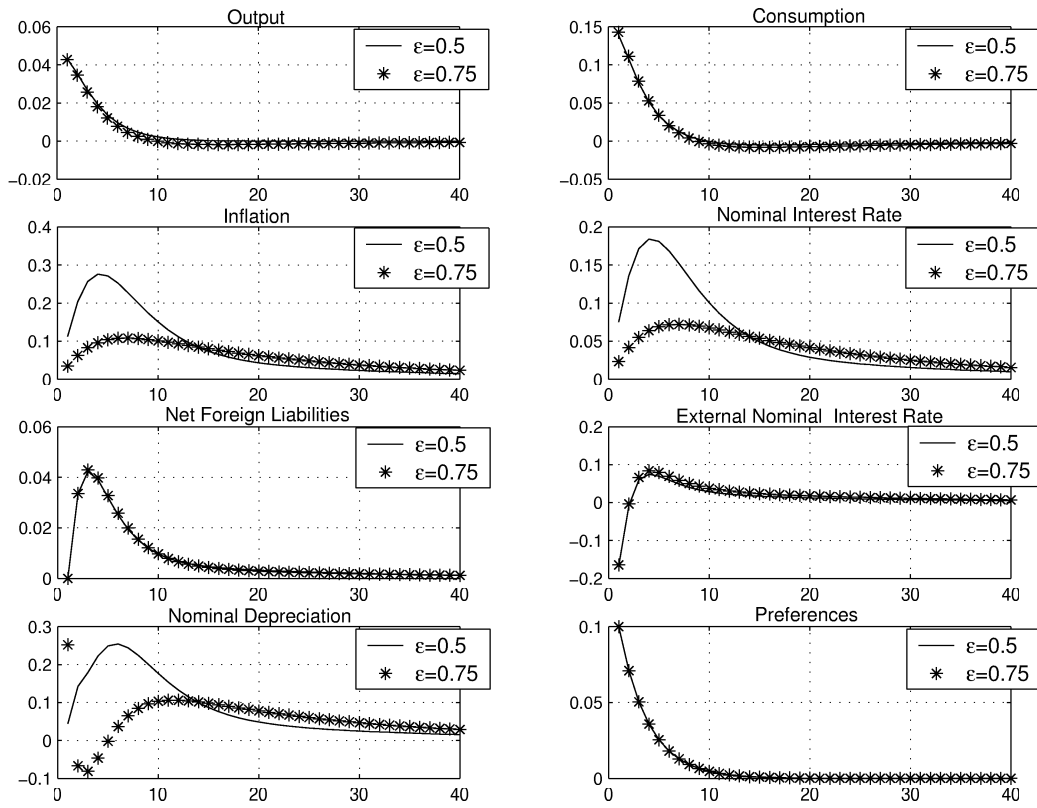 Output
0.06
0.04
0.02
0
−0.02
0 10 20 30 40
ε=0.5
ε=0.75
Consumption
0.15
0.1
0.05
0
−0.05
0 10 20 30 40
ε=0.5
ε=0.75
Inflation
0.4
0.3
0.2
0.1
0
0 10 20 30 40
ε=0.5
ε=0.75
Nominal Interest Rate
0.2
0.15
0.1
0.05
0
0 10 20 30 40
ε=0.5
ε=0.75
Net Foreign Liabilities
0.06
0.04
0.02
0
0 10 20 30 40
ε=0.5
ε=0.75
External Nominal Interest Rate
0.2
0.1
0
−0.1
−0.2
0 10 20 30 40
ε=0.5
ε=0.75
Nominal Depreciation
0.3
0.2
0.1
0
−0.1
0 10 20 30 40
ε=0.5
ε=0.75
Preferences
0.1
0.05
0
0 10 20 30 40
ε=0.5
ε=0.75